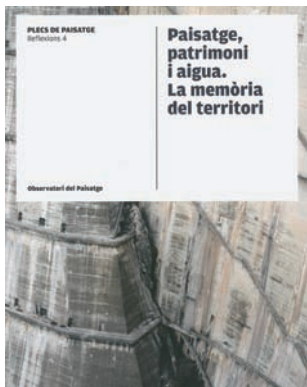 PLECS DE PAISATGE
Reflexions 4
Paisatge,
patrimoni
i aigua.
La memòria
del territori
Observatori del Paisatge